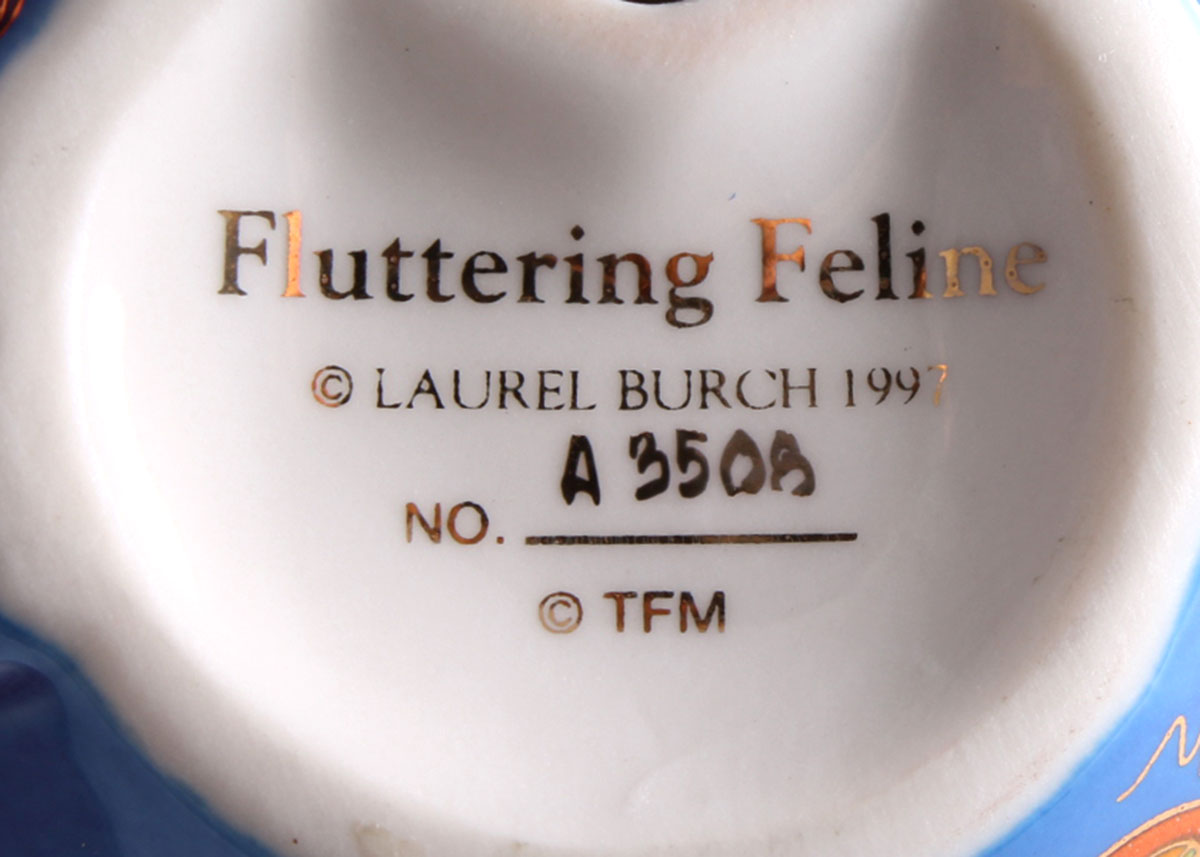 Fluttering Feline
© LAUREL BURCH 1997
A 3508
NO.
© TFM